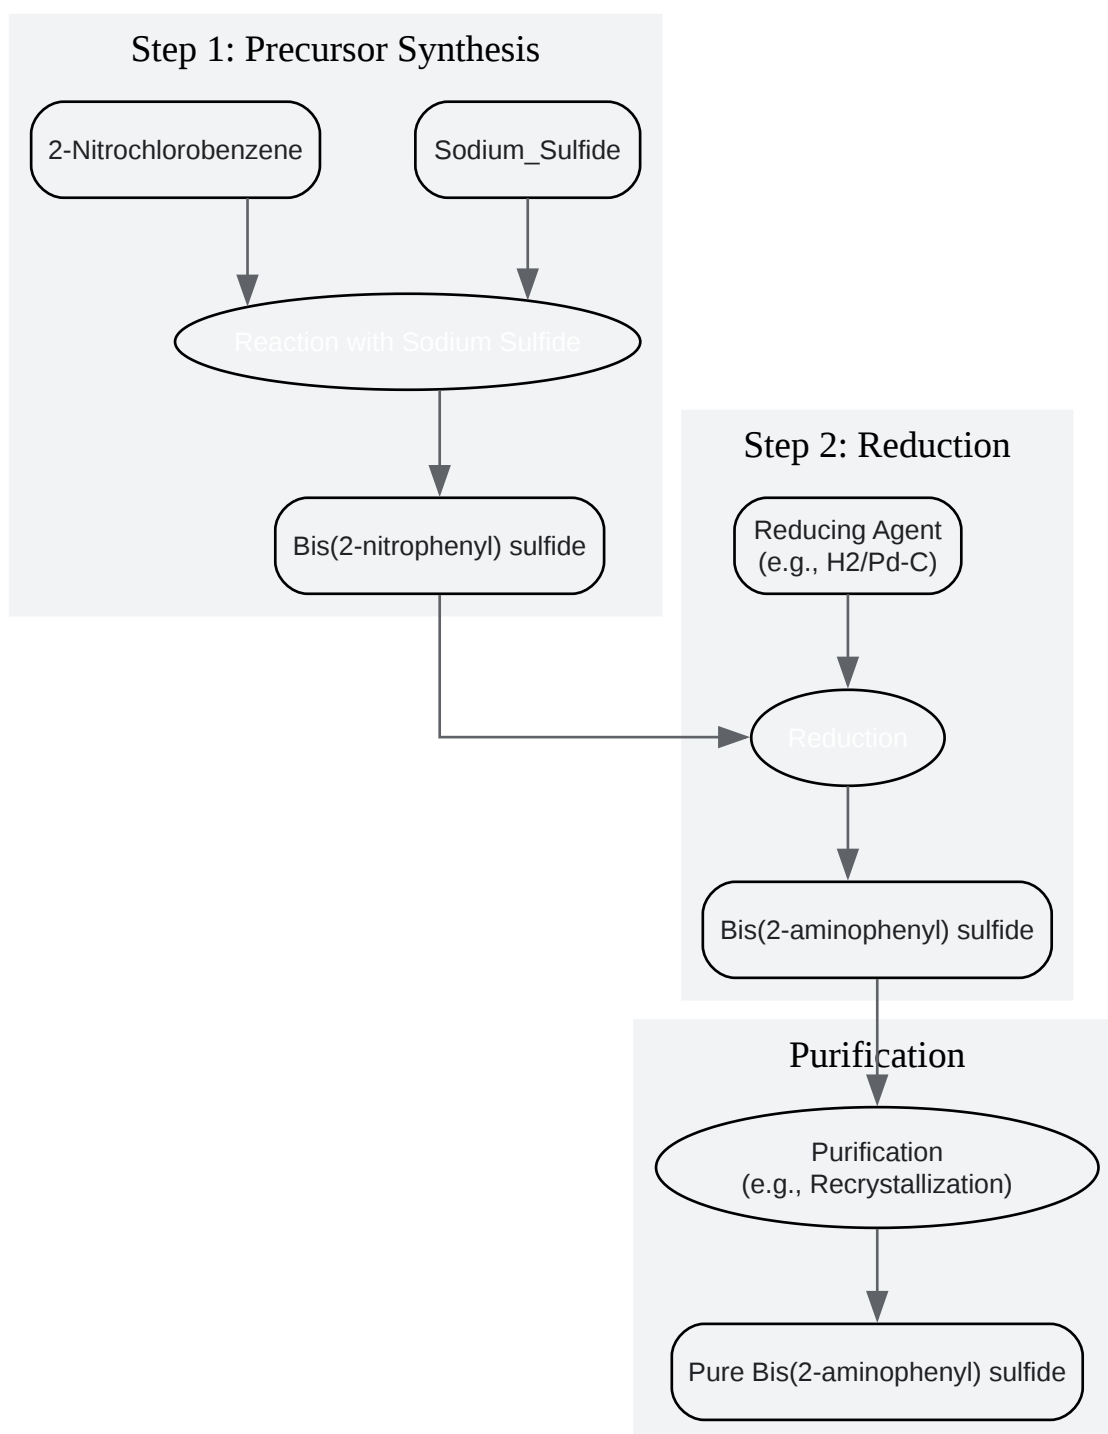 Step 1: Precursor Synthesis
2-Nitrochlorobenzene
Sodium_Sulfide
Reaction with Sodium Sulfide
Bis(2-nitrophenyl) sulfide
Step 2: Reduction
Reducing Agent
(e.g., H2/Pd-C)
Reduction
Bis(2-aminophenyl) sulfide
Purification
Purification
(e.g., Recrystallization)
Pure Bis(2-aminophenyl) sulfide